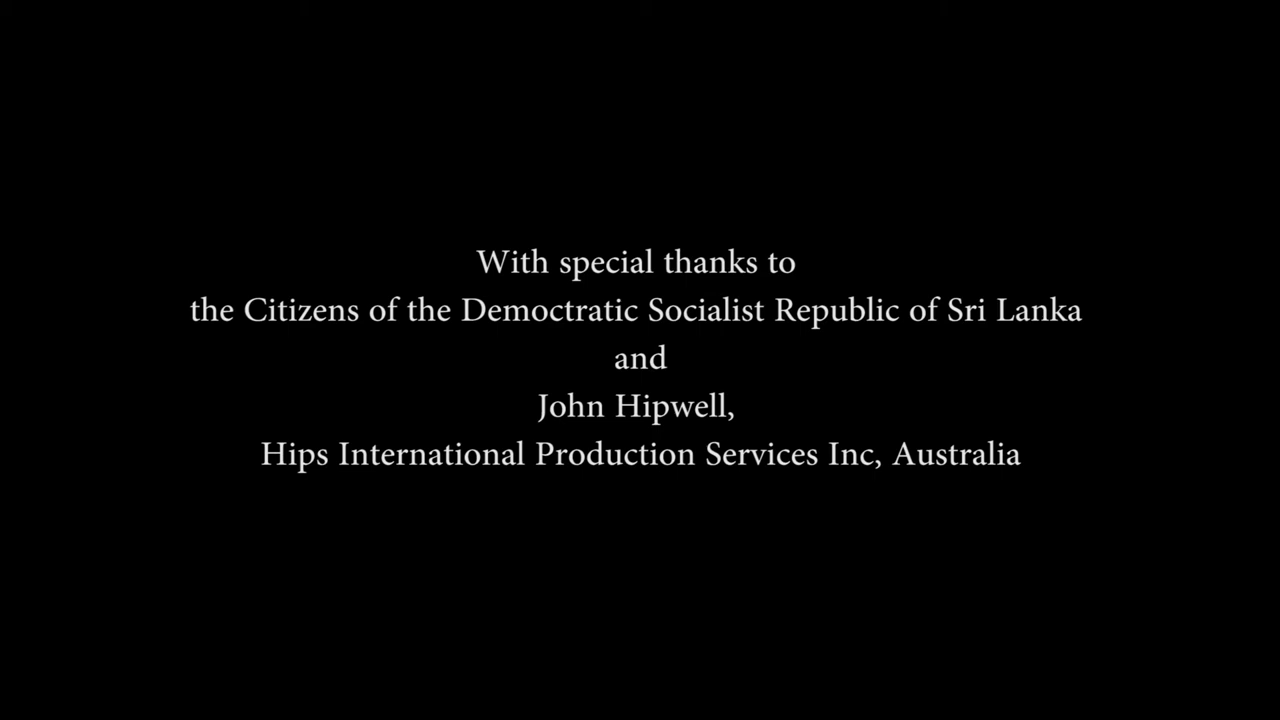 With special thanks to
the Citizens of the Democtratic Socialist Republic of Sri Lanka
and
John Hipwell,
Hips International Production Services Inc, Australia